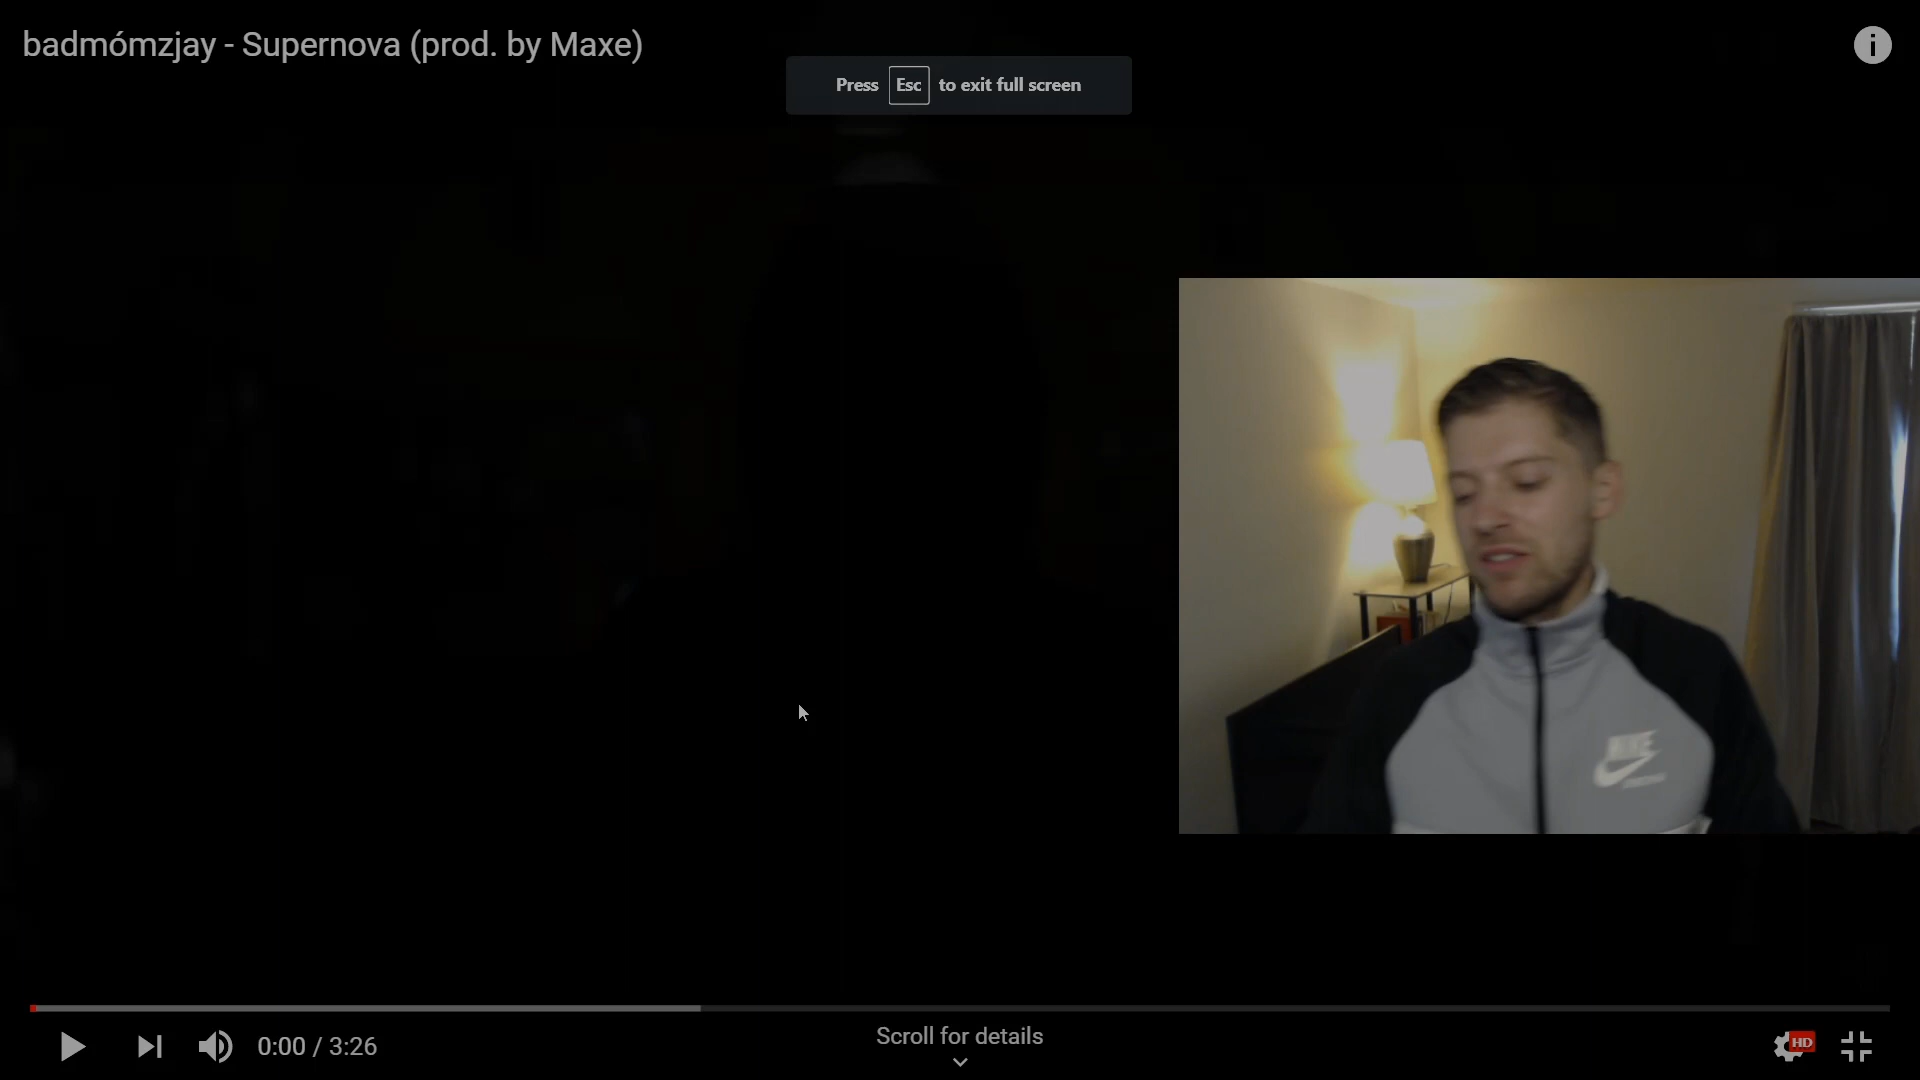 badmómzjay - Supernova (prod. by Maxe)
Press Esc to exit full screen
NIKE
0:00 / 3:26
Scroll for details
HD